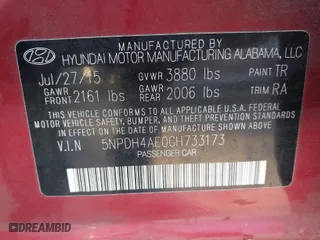 HYUNDAI MOTOR MANUFACTURING ALABAMA, LLC
Jul/27/15 GVWR 3880 lbs PAINT TR
GAWR FRONT 2161 lbs GAWR REAR 2006 lbs TRIM RA
THIS VEHICLE CONFORMS TO ALL APPLICABLE U.S.
FEDERAL MOTOR VEHICLE SAFETY, BUMPER, AND THEFT
PREVENTION STANDARDS IN EFFECT ON THE DATE OF
MANUFACTURE SHOWN ABOVE.
V.I.N 5NPDH4AE0GH733173
PASSENGER CAR
DREAMBID